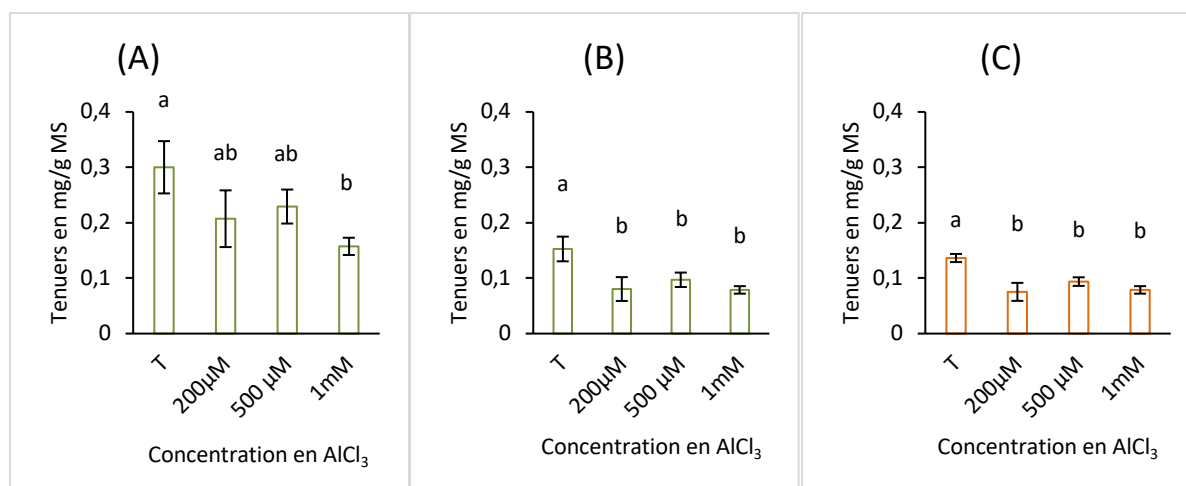 (A)
Tenuers en mg/g MS
0,4
0,3
0,2
0,1
0
a
ab
ab
b
T
200µM
500 µM
1mM
Concentration en AlCl₃
(B)
Tenuers en mg/g MS
0,4
0,3
0,2
0,1
0
a
b
b
b
T
200µM
500 µM
1mM
Concentration en AlCl₃
(C)
Tenuers en mg/g MS
0,4
0,3
0,2
0,1
0
a
b
b
b
T
200µM
500 µM
1mM
Concentration en AlCl₃